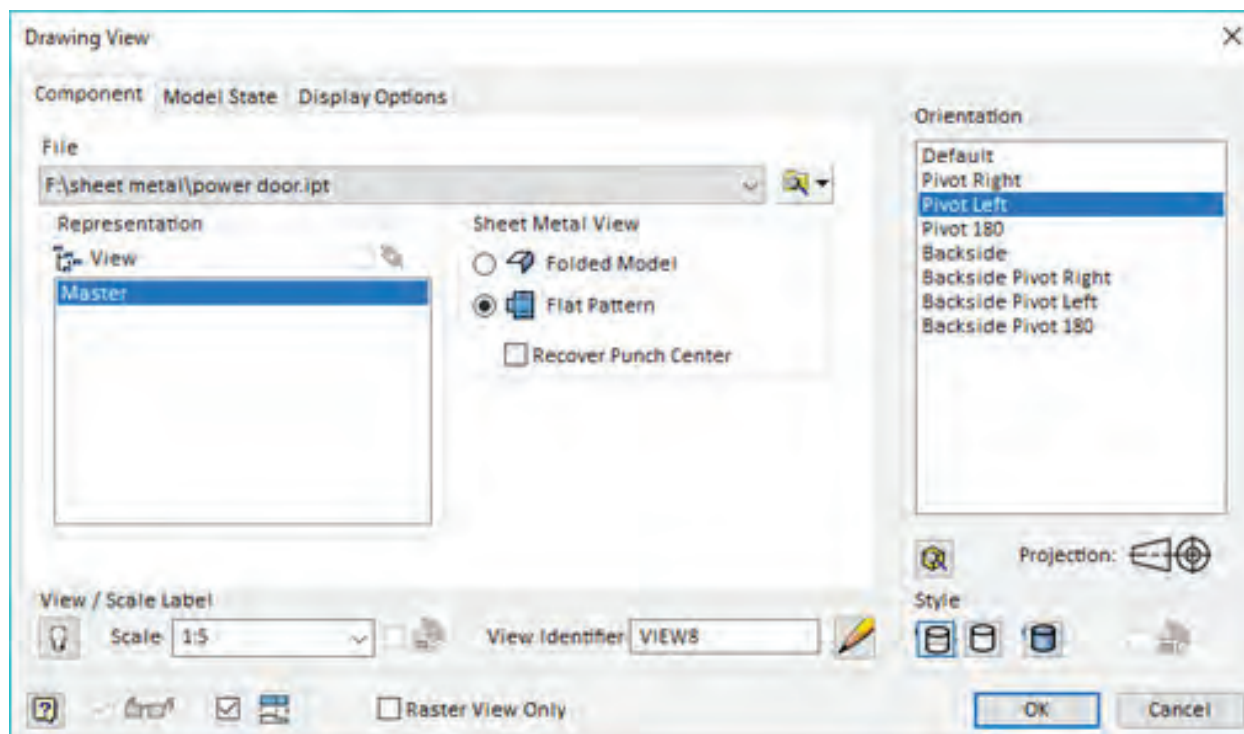 Drawing View
Component Model State Display Options
File
F:\sheet metal\power door.ipt
Representation
View
Master
Sheet Metal View
Folded Model
Flat Pattern
Recover Punch Center
Orientation
Default
Pivot Right
Pivot Left
Pivot 180
Backside
Backside Pivot Right
Backside Pivot Left
Backside Pivot 180
Projection:
View / Scale Label
Scale 1:5
View Identifier VIEW8
Style
Raster View Only
OK Cancel